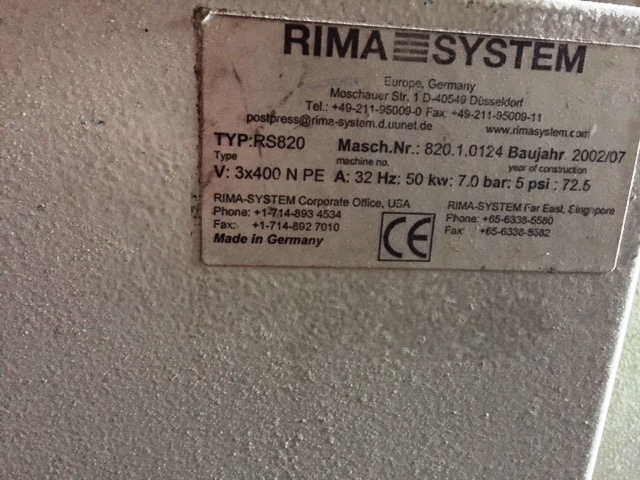 RIMA SYSTEM
Europe, Germany
Moschauer Str. 1 D-40549 Düsseldorf
Tel.: +49-211-95009-0 Fax: +49-211-95009-11
postpress@rima-system.d.uunet.de www.rimasystem.com
TYP:RS820 Masch.Nr.: 820.1.0124 Baujahr 2002/07
Type machine no. year of construction
V: 3x400 N PE A: 32 Hz: 50 kw: 7.0 bar: 5 psi : 72.5
RIMA-SYSTEM Corporate Office, USA
Phone: +1-714-893 4534
Fax: +1-714-892 7010
Made in Germany
CE
RIMA-SYSTEM Far East, Singapore
Phone: +65-6338-5580
Fax: +65-6338-5582